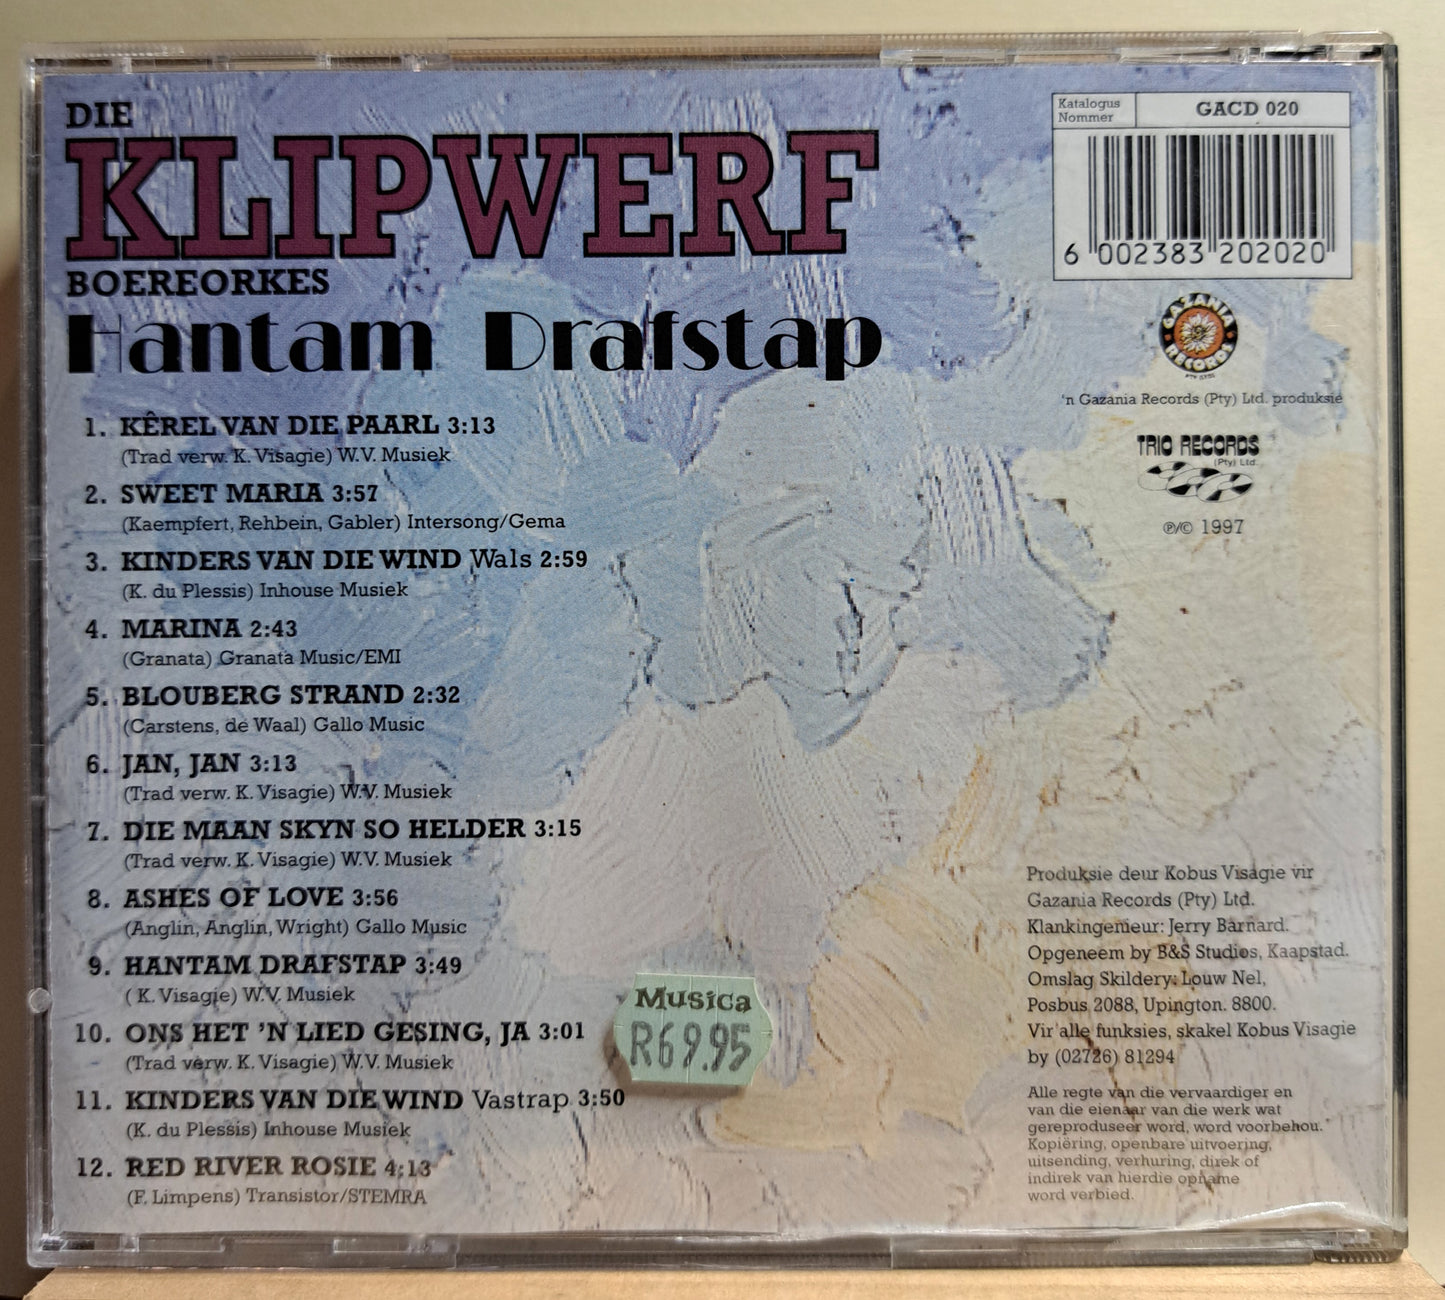 DIE
KLIPWERF
BOEREORKES
Hantam Drafstap
1. KÊREL VAN DIE PAARL 3:13
(Trad verw. K. Visagie) W.V. Musiek
2. SWEET MARIA 3:57
(Kaempfert, Rehbein, Gabler) Intersong/Gema
3. KINDERS VAN DIE WIND Wals 2:59
(K. du Plessis) Inhouse Musiek
4. MARINA 2:43
(Granata) Granata Music/EMI
5. BLOUBERG STRAND 2:32
(Carstens, de Waal) Gallo Music
6. JAN, JAN 3:13
(Trad verw. K. Visagie) W.V. Musiek
7. DIE MAAN SKYN SO HELDER 3:15
(Trad verw. K. Visagie) W.V. Musiek
8. ASHES OF LOVE 3:56
(Anglin, Anglin, Wright) Gallo Music
9. HANTAM DRAFSTAP 3:49
( K. Visagie) W.V. Musiek
10. ONS HET 'N LIED GESING, JA 3:01
(Trad verw. K. Visagie) W.V. Musiek
11. KINDERS VAN DIE WIND Vastrap 3:50
(K. du Plessis) Inhouse Musiek
12. RED RIVER ROSIE 4:13
(F. Limpens) Transistor/STEMRA
Musica
R69.95
Katalogus
Nommer
GACD 020
6 002383 202020
GAZANIA
RECORDS
PTY (LTD)
'n Gazania Records (Pty) Ltd. produksie
TRIO RECORDS
(Pty) Ltd.
℗/© 1997
Produksie deur Kobus Visagie vir
Gazania Records (Pty) Ltd.
Klankingenieur: Jerry Barnard.
Opgeneem by B&S Studios, Kaapstad.
Omslag Skildery: Louw Nel,
Posbus 2088, Upington. 8800.
Vir alle funksies, skakel Kobus Visagie
by (02726) 81294
Alle regte van die vervaardiger en
van die eienaar van die werk wat
gereproduseer word, word voorbehou.
Kopiëring, openbare uitvoering,
uitsending, verhuring, direk of
indirek van hierdie opname
word verbied.